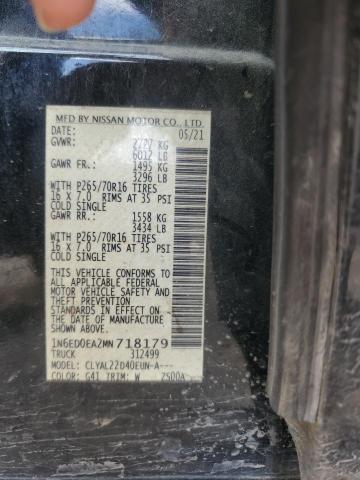 MFD BY NISSAN MOTOR CO., LTD.
DATE: 05/21
GVWR: 2727 KG
6012 LB
GAWR FR.: 1495 KG
3296 LB
WITH P265/70R16 TIRES
16 X 7.0 RIMS AT 35 PSI
COLD SINGLE
GAWR RR.: 1558 KG
3434 LB
WITH P265/70R16 TIRES
16 X 7.0 RIMS AT 35 PSI
COLD SINGLE
THIS VEHICLE CONFORMS TO
ALL APPLICABLE FEDERAL
MOTOR VEHICLE SAFETY AND
THEFT PREVENTION
STANDARDS IN EFFECT ON
THE DATE OF MANUFACTURE
SHOWN ABOVE.
1N6ED0EA2MN718179
TRUCK 312499
MODEL: CLYAL22D40EUN-A---
COLOR: G41 TRIM: W